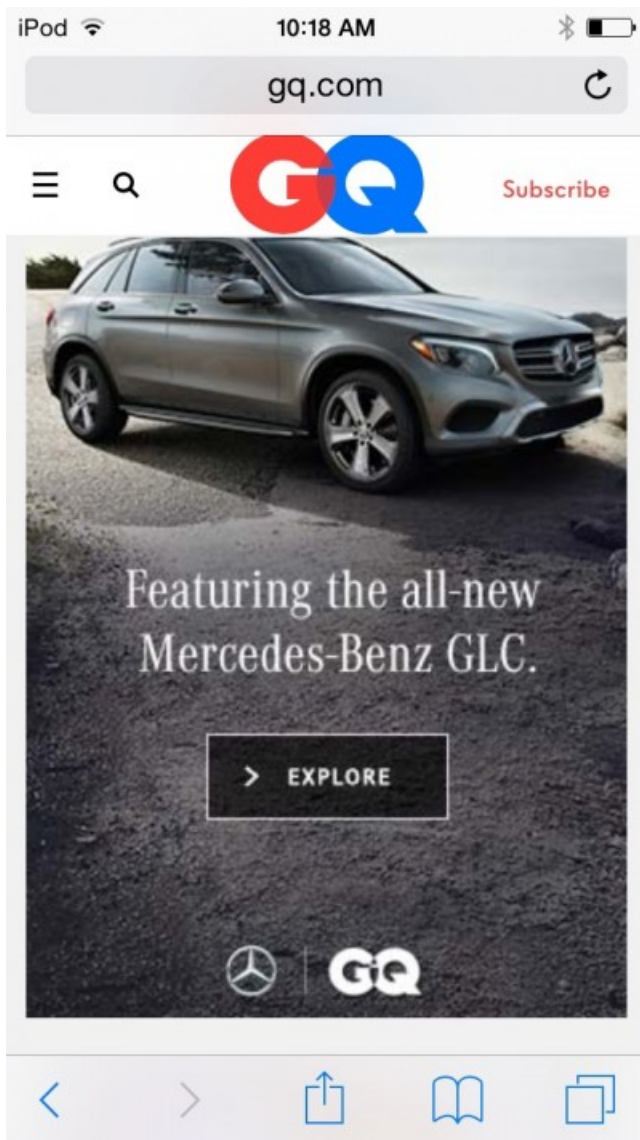 iPod 10:18 AM
gq.com
GQ Subscribe
Featuring the all-new
Mercedes-Benz GLC.
> EXPLORE
GQ